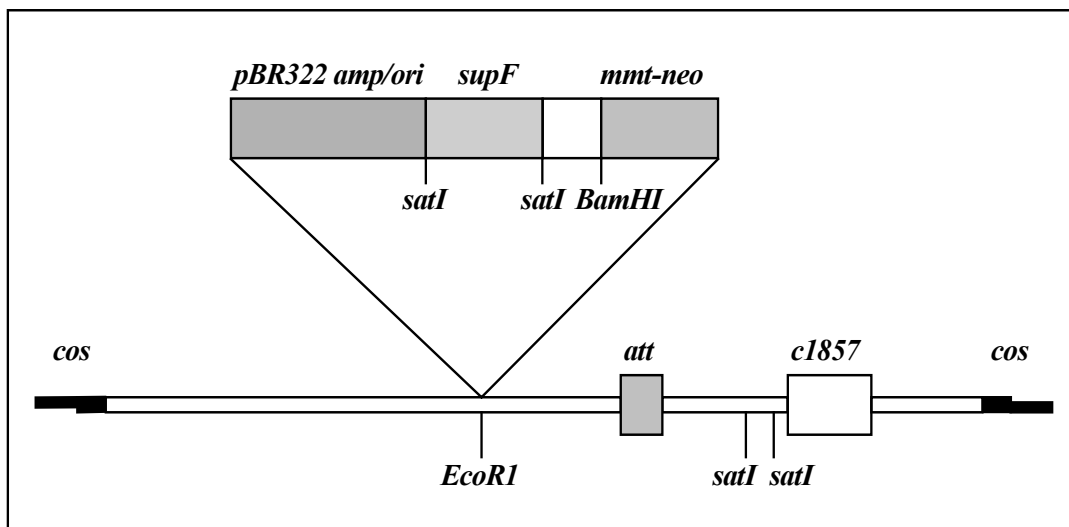 pBR322 amp/ori supF mmt-neo
satI satI BamHI
cos att c1857 cos
EcoR1 satI satI